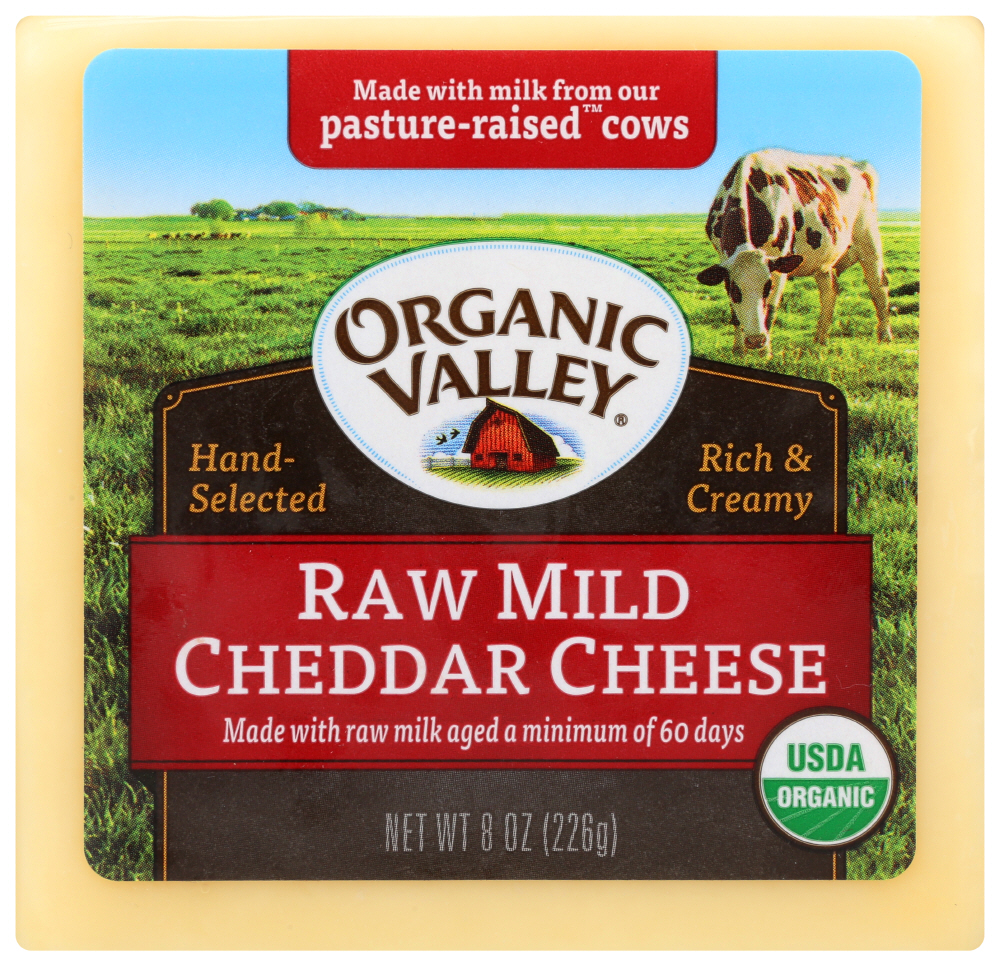 Made with milk from our
pasture-raised™ cows
ORGANIC
VALLEY®
Hand-
Selected
Rich &
Creamy
RAW MILD
CHEDDAR CHEESE
Made with raw milk aged a minimum of 60 days
USDA
ORGANIC
NET WT 8 OZ (226g)